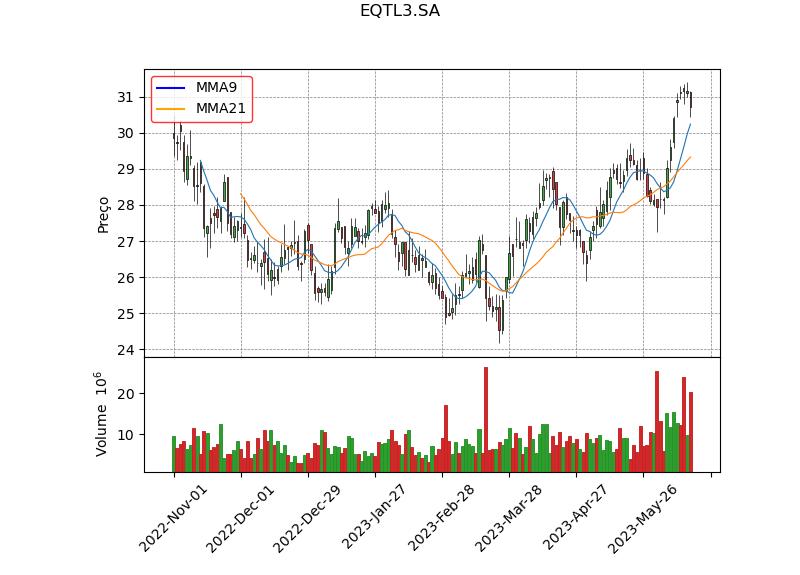 EQTL3.SA
MMA9
MMA21
31
30
29
28
27
26
25
24
Preço
20
10
Volume 10⁶
2022-Nov-01
2022-Dec-01
2022-Dec-29
2023-Jan-27
2023-Feb-28
2023-Mar-28
2023-Apr-27
2023-May-26